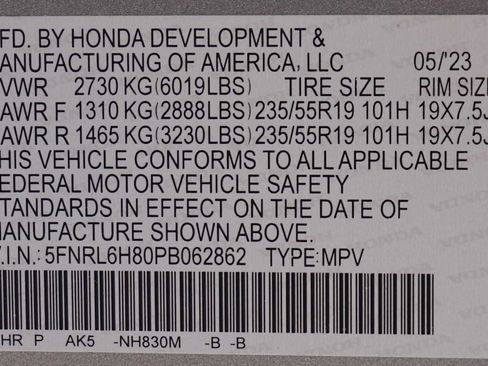 FD. BY HONDA DEVELOPMENT &
ANUFACTURING OF AMERICA, LLC 05/'23
VWR 2730 KG(6019LBS) TIRE SIZE RIM SIZE
AWR F 1310 KG(2888LBS) 235/55R19 101H 19X7.5J
AWR R 1465 KG(3230LBS) 235/55R19 101H 19X7.5J
HIS VEHICLE CONFORMS TO ALL APPLICABLE
EDERAL MOTOR VEHICLE SAFETY
TANDARDS IN EFFECT ON THE DATE OF
MANUFACTURE SHOWN ABOVE.
V.I.N.: 5FNRL6H80PB062862 TYPE: MPV
HR P AK5 -NH830M -B -B